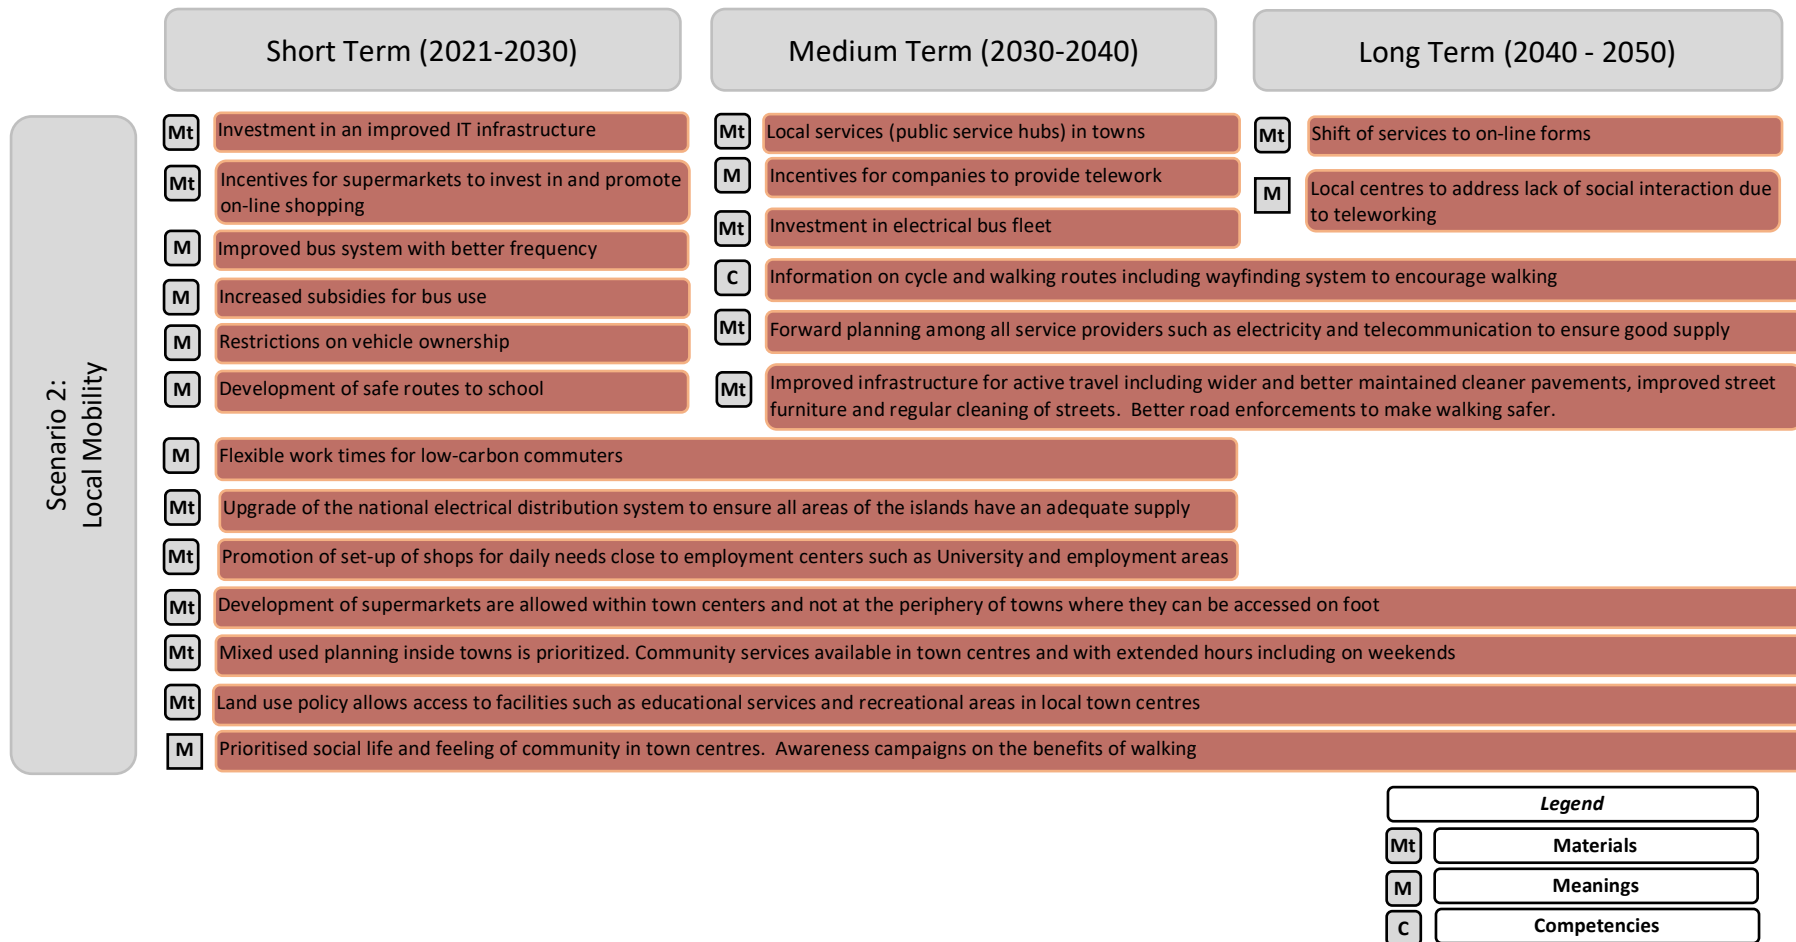 Short Term (2021-2030)
Medium Term (2030-2040)
Long Term (2040 - 2050)
Scenario 2:
Local Mobility
Mt
Investment in an improved IT infrastructure
Mt
Incentives for supermarkets to invest in and promote
on-line shopping
M
Improved bus system with better frequency
M
Increased subsidies for bus use
M
Restrictions on vehicle ownership
M
Development of safe routes to school
Mt
Local services (public service hubs) in towns
M
Incentives for companies to provide telework
Mt
Investment in electrical bus fleet
Mt
Shift of services to on-line forms
M
Local centres to address lack of social interaction due
to teleworking
C
Information on cycle and walking routes including wayfinding system to encourage walking
Mt
Forward planning among all service providers such as electricity and telecommunication to ensure good supply
Mt
Improved infrastructure for active travel including wider and better maintained cleaner pavements, improved street
furniture and regular cleaning of streets.  Better road enforcements to make walking safer.
M
Flexible work times for low-carbon commuters
Mt
Upgrade of the national electrical distribution system to ensure all areas of the islands have an adequate supply
Mt
Promotion of set-up of shops for daily needs close to employment centers such as University and employment areas
Mt
Development of supermarkets are allowed within town centers and not at the periphery of towns where they can be accessed on foot
Mt
Mixed used planning inside towns is prioritized. Community services available in town centres and with extended hours including on weekends
Mt
Land use policy allows access to facilities such as educational services and recreational areas in local town centres
M
Prioritised social life and feeling of community in town centres.  Awareness campaigns on the benefits of walking
Legend
Mt
Materials
M
Meanings
C
Competencies